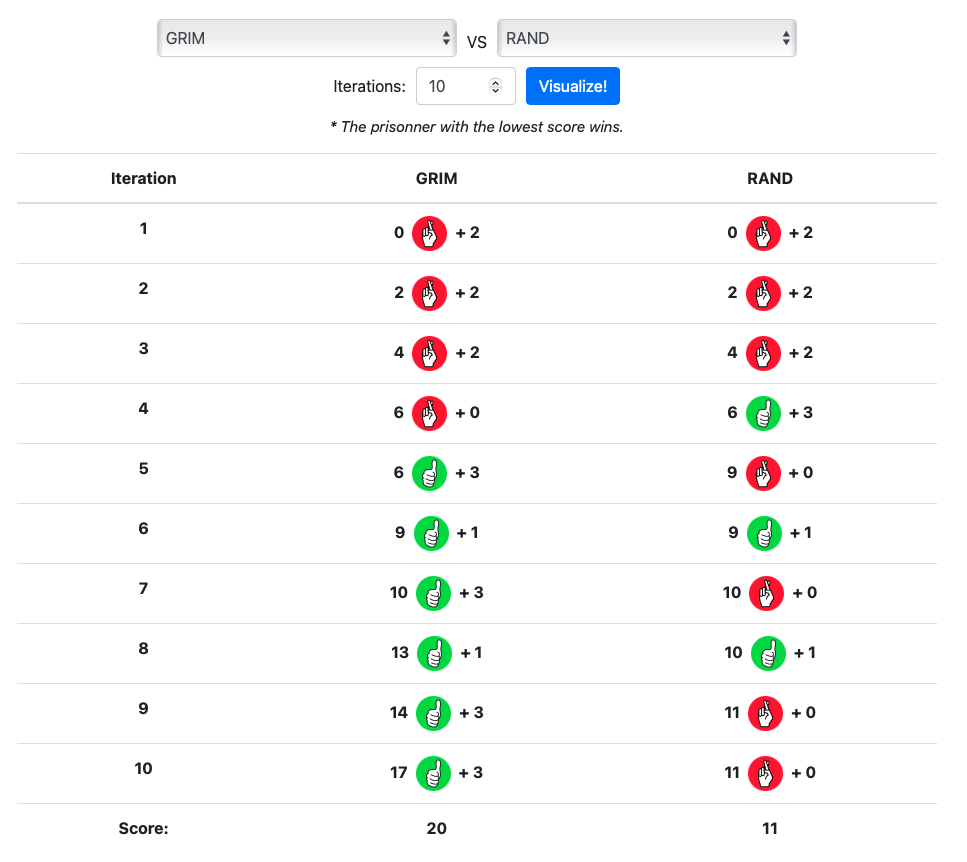 GRIM VS RAND
Iterations: 10 Visualize!
* The prisonner with the lowest score wins.
Iteration GRIM RAND
1 0 + 2 0 + 2
2 2 + 2 2 + 2
3 4 + 2 4 + 2
4 6 + 0 6 + 3
5 6 + 3 9 + 0
6 9 + 1 9 + 1
7 10 + 3 10 + 0
8 13 + 1 10 + 1
9 14 + 3 11 + 0
10 17 + 3 11 + 0
Score: 20 11